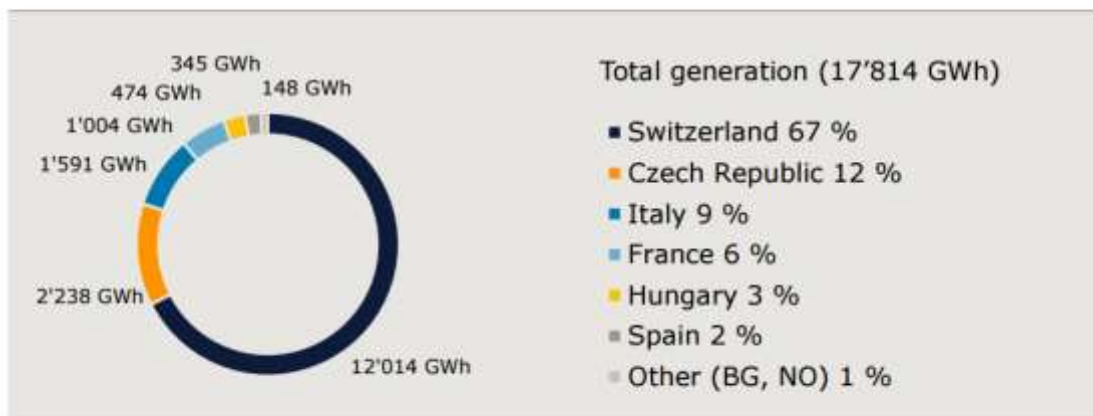 345 GWh
148 GWh
474 GWh
1'004 GWh
1'591 GWh
2'238 GWh
12'014 GWh
Total generation (17’814 GWh)
Switzerland 67 %
Czech Republic 12 %
Italy 9 %
France 6 %
Hungary 3 %
Spain 2 %
Other (BG, NO) 1 %